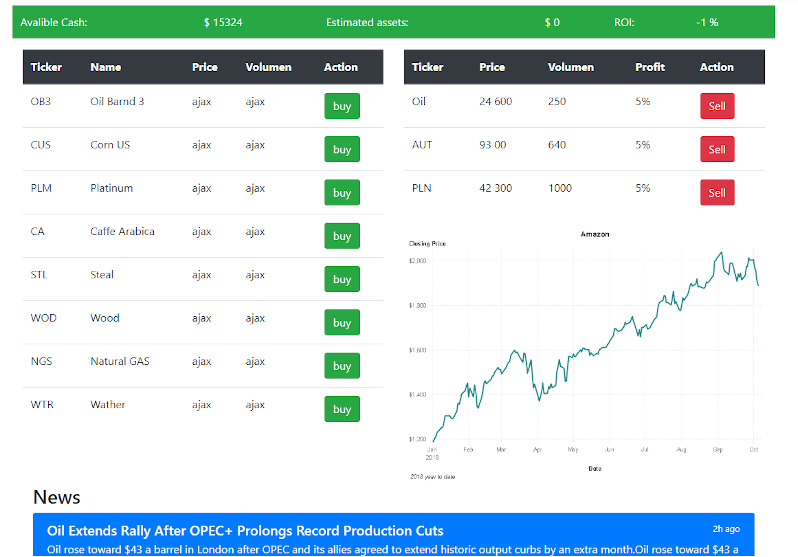 Avalible Cash: $ 15324 Estimated assets: $ 0 ROI: -1 %
Ticker Name Price Volumen Action
OB3 Oil Barnd 3 ajax ajax buy
CUS Corn US ajax ajax buy
PLM Platinum ajax ajax buy
CA Caffe Arabica ajax ajax buy
STL Steal ajax ajax buy
WOD Wood ajax ajax buy
NGS Natural GAS ajax ajax buy
WTR Wather ajax ajax buy
Ticker Price Volumen Profit Action
Oil 24 600 250 5% Sell
AUT 93 00 640 5% Sell
PLN 42 300 1000 5% Sell
Amazon
Closing Price
$2,000
$1,800
$1,600
$1,400
$1,200
Jan Feb Mar Apr May Jun Jul Aug Sep Oct
2018
Date
2018 year to date
News
Oil Extends Rally After OPEC+ Prolongs Record Production Cuts 2h ago
Oil rose toward $43 a barrel in London after OPEC and its allies agreed to extend historic output curbs by an extra month.Oil rose toward $43 a